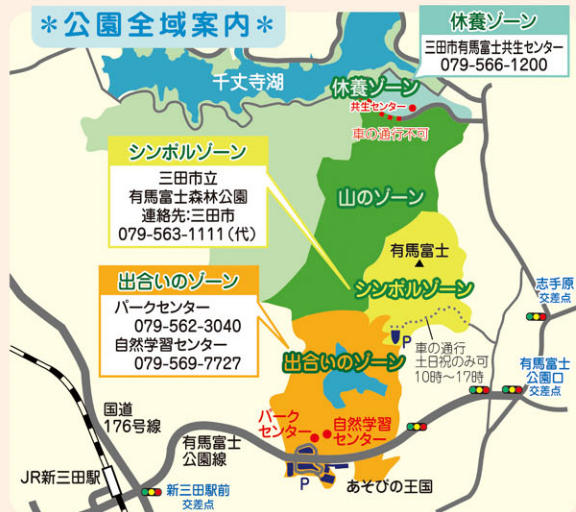 *公園全域案内*
休養ゾーン
三田市有馬富士共生センター
079-566-1200
千丈寺湖
休養ゾーン
共生センター
車の通行不可
シンボルゾーン
三田市立
有馬富士森林公園
連絡先:三田市
079-563-1111(代)
山のゾーン
有馬富士
シンボルゾーン
志手原
交差点
出合いのゾーン
パークセンター
079-562-3040
自然学習センター
079-569-7727
P
車の通行
土日祝のみ可
10時~17時
出合いのゾーン
有馬富士
公園口
交差点
国道
176号線
パーク
センター
自然学習
センター
有馬富士
公園線
JR新三田駅
新三田駅前
交差点
P
あそびの王国